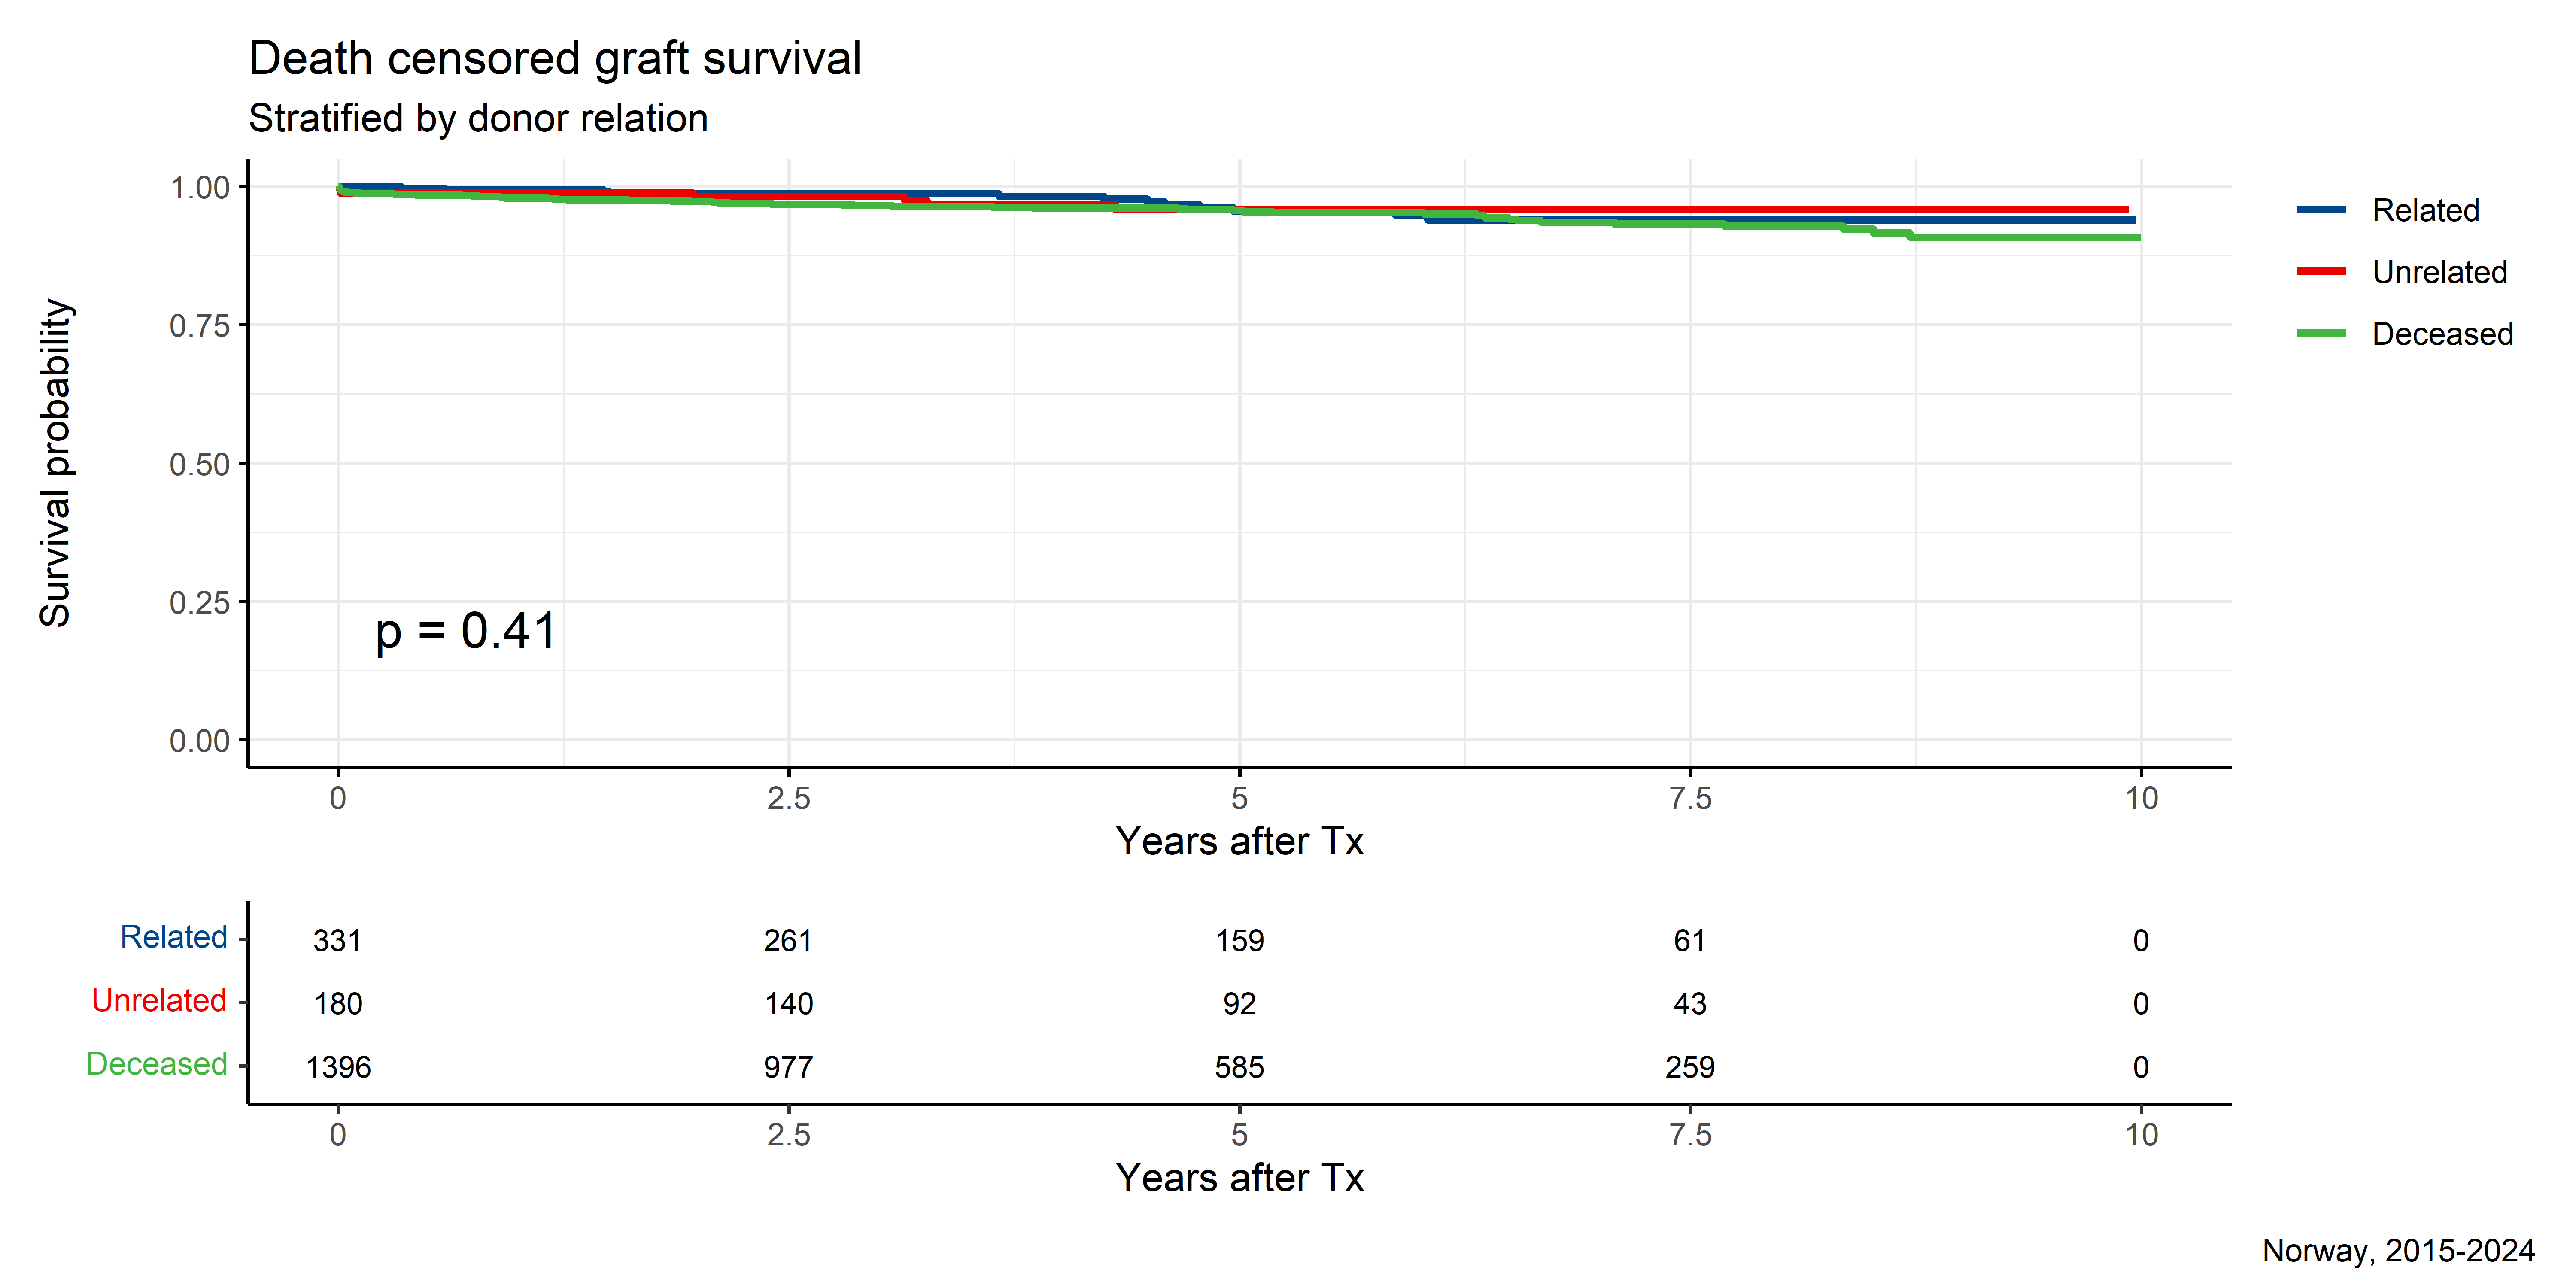 Death censored graft survival
Stratified by donor relation
Survival probability
1.00
0.75
0.50
0.25
0.00
p = 0.41
0 2.5 5 7.5 10
Years after Tx
Related
Unrelated
Deceased
Related 331 261 159 61 0
Unrelated 180 140 92 43 0
Deceased 1396 977 585 259 0
0 2.5 5 7.5 10
Years after Tx
Norway, 2015-2024